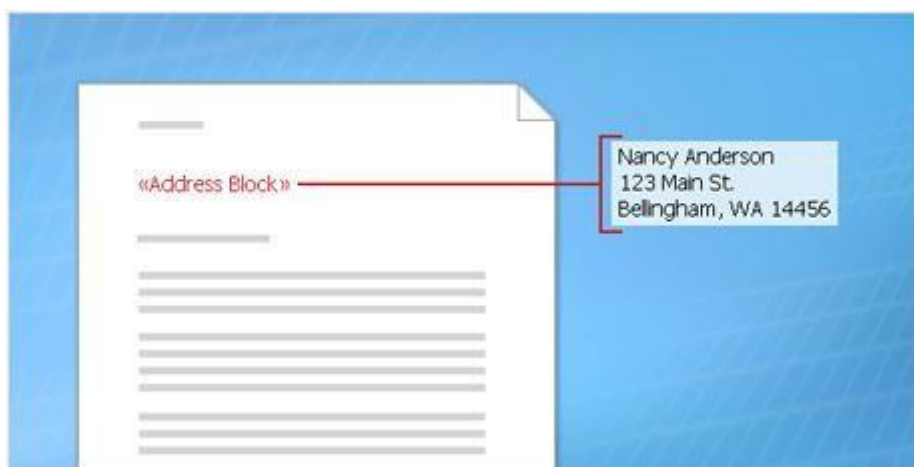 «Address Block»
Nancy Anderson
123 Main St.
Bellingham, WA 14456